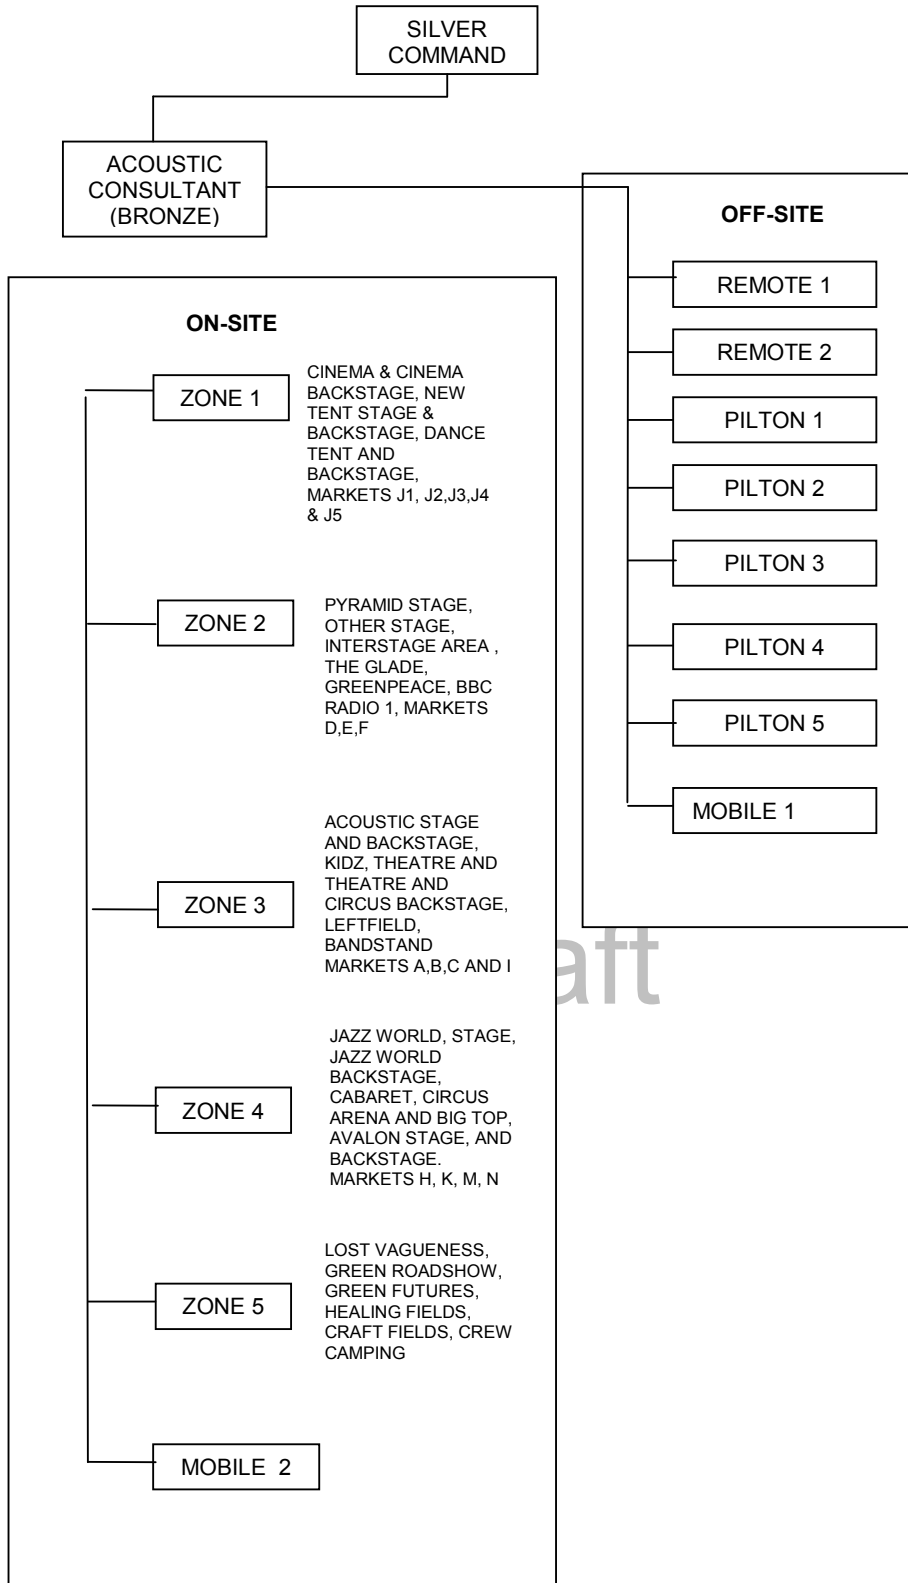 SILVER
COMMAND
ACOUSTIC
CONSULTANT
(BRONZE)
OFF-SITE
REMOTE 1
REMOTE 2
PILTON 1
PILTON 2
PILTON 3
PILTON 4
PILTON 5
MOBILE 1
ON-SITE
ZONE 1
CINEMA & CINEMA
BACKSTAGE, NEW
TENT STAGE &
BACKSTAGE, DANCE
TENT AND
BACKSTAGE,
MARKETS J1, J2,J3,J4
& J5
ZONE 2
PYRAMID STAGE,
OTHER STAGE,
INTERSTAGE AREA ,
THE GLADE,
GREENPEACE, BBC
RADIO 1, MARKETS
D,E,F
ZONE 3
ACOUSTIC STAGE
AND BACKSTAGE,
KIDZ, THEATRE AND
THEATRE AND
CIRCUS BACKSTAGE,
LEFTFIELD,
BANDSTAND
MARKETS A,B,C AND I
ZONE 4
JAZZ WORLD, STAGE,
JAZZ WORLD
BACKSTAGE,
CABARET, CIRCUS
ARENA AND BIG TOP,
AVALON STAGE, AND
BACKSTAGE.
MARKETS H, K, M, N
ZONE 5
LOST VAGUENESS,
GREEN ROADSHOW,
GREEN FUTURES,
HEALING FIELDS,
CRAFT FIELDS, CREW
CAMPING
MOBILE 2